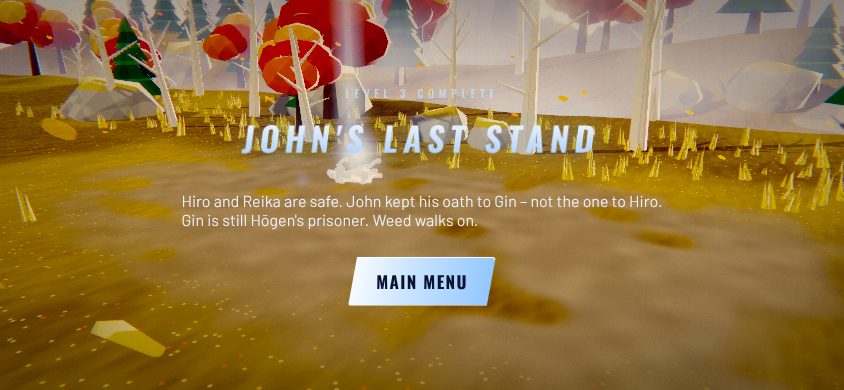 LEVEL 3 COMPLETE
JOHN'S LAST STAND
Hiro and Reika are safe. John kept his oath to Gin – not the one to Hiro.
Gin is still Hōgen's prisoner. Weed walks on.
MAIN MENU